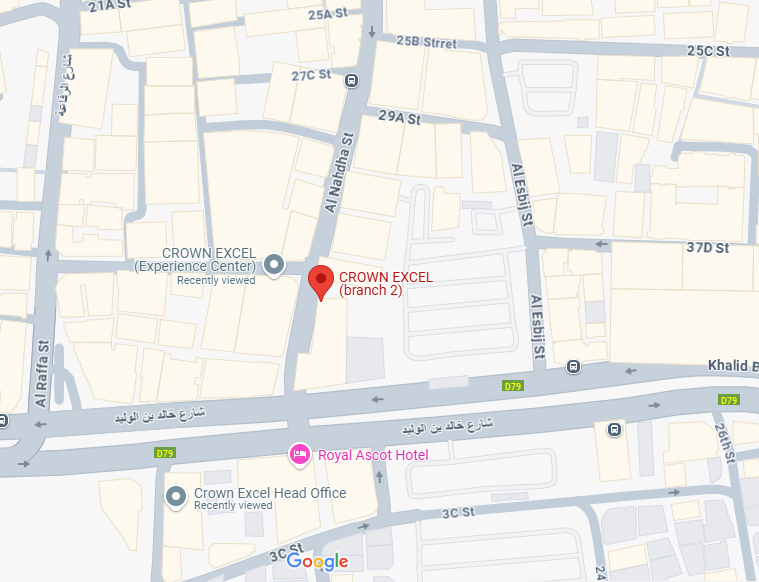 21A St
25A St
25B Strret
25C St
27C St
شارع الرفاعة
29A St
Al Nahdha St
Al Esbij St
37D St
CROWN EXCEL
(Experience Center)
Recently viewed
CROWN EXCEL
(branch 2)
Al Esbij St
Al Raffa St
Khalid B
D79
D79
شارع خالد بن الوليد
شارع خالد بن الوليد
26th St
D79
Royal Ascot Hotel
Crown Excel Head Office
Recently viewed
3C St
3C St
24
Google